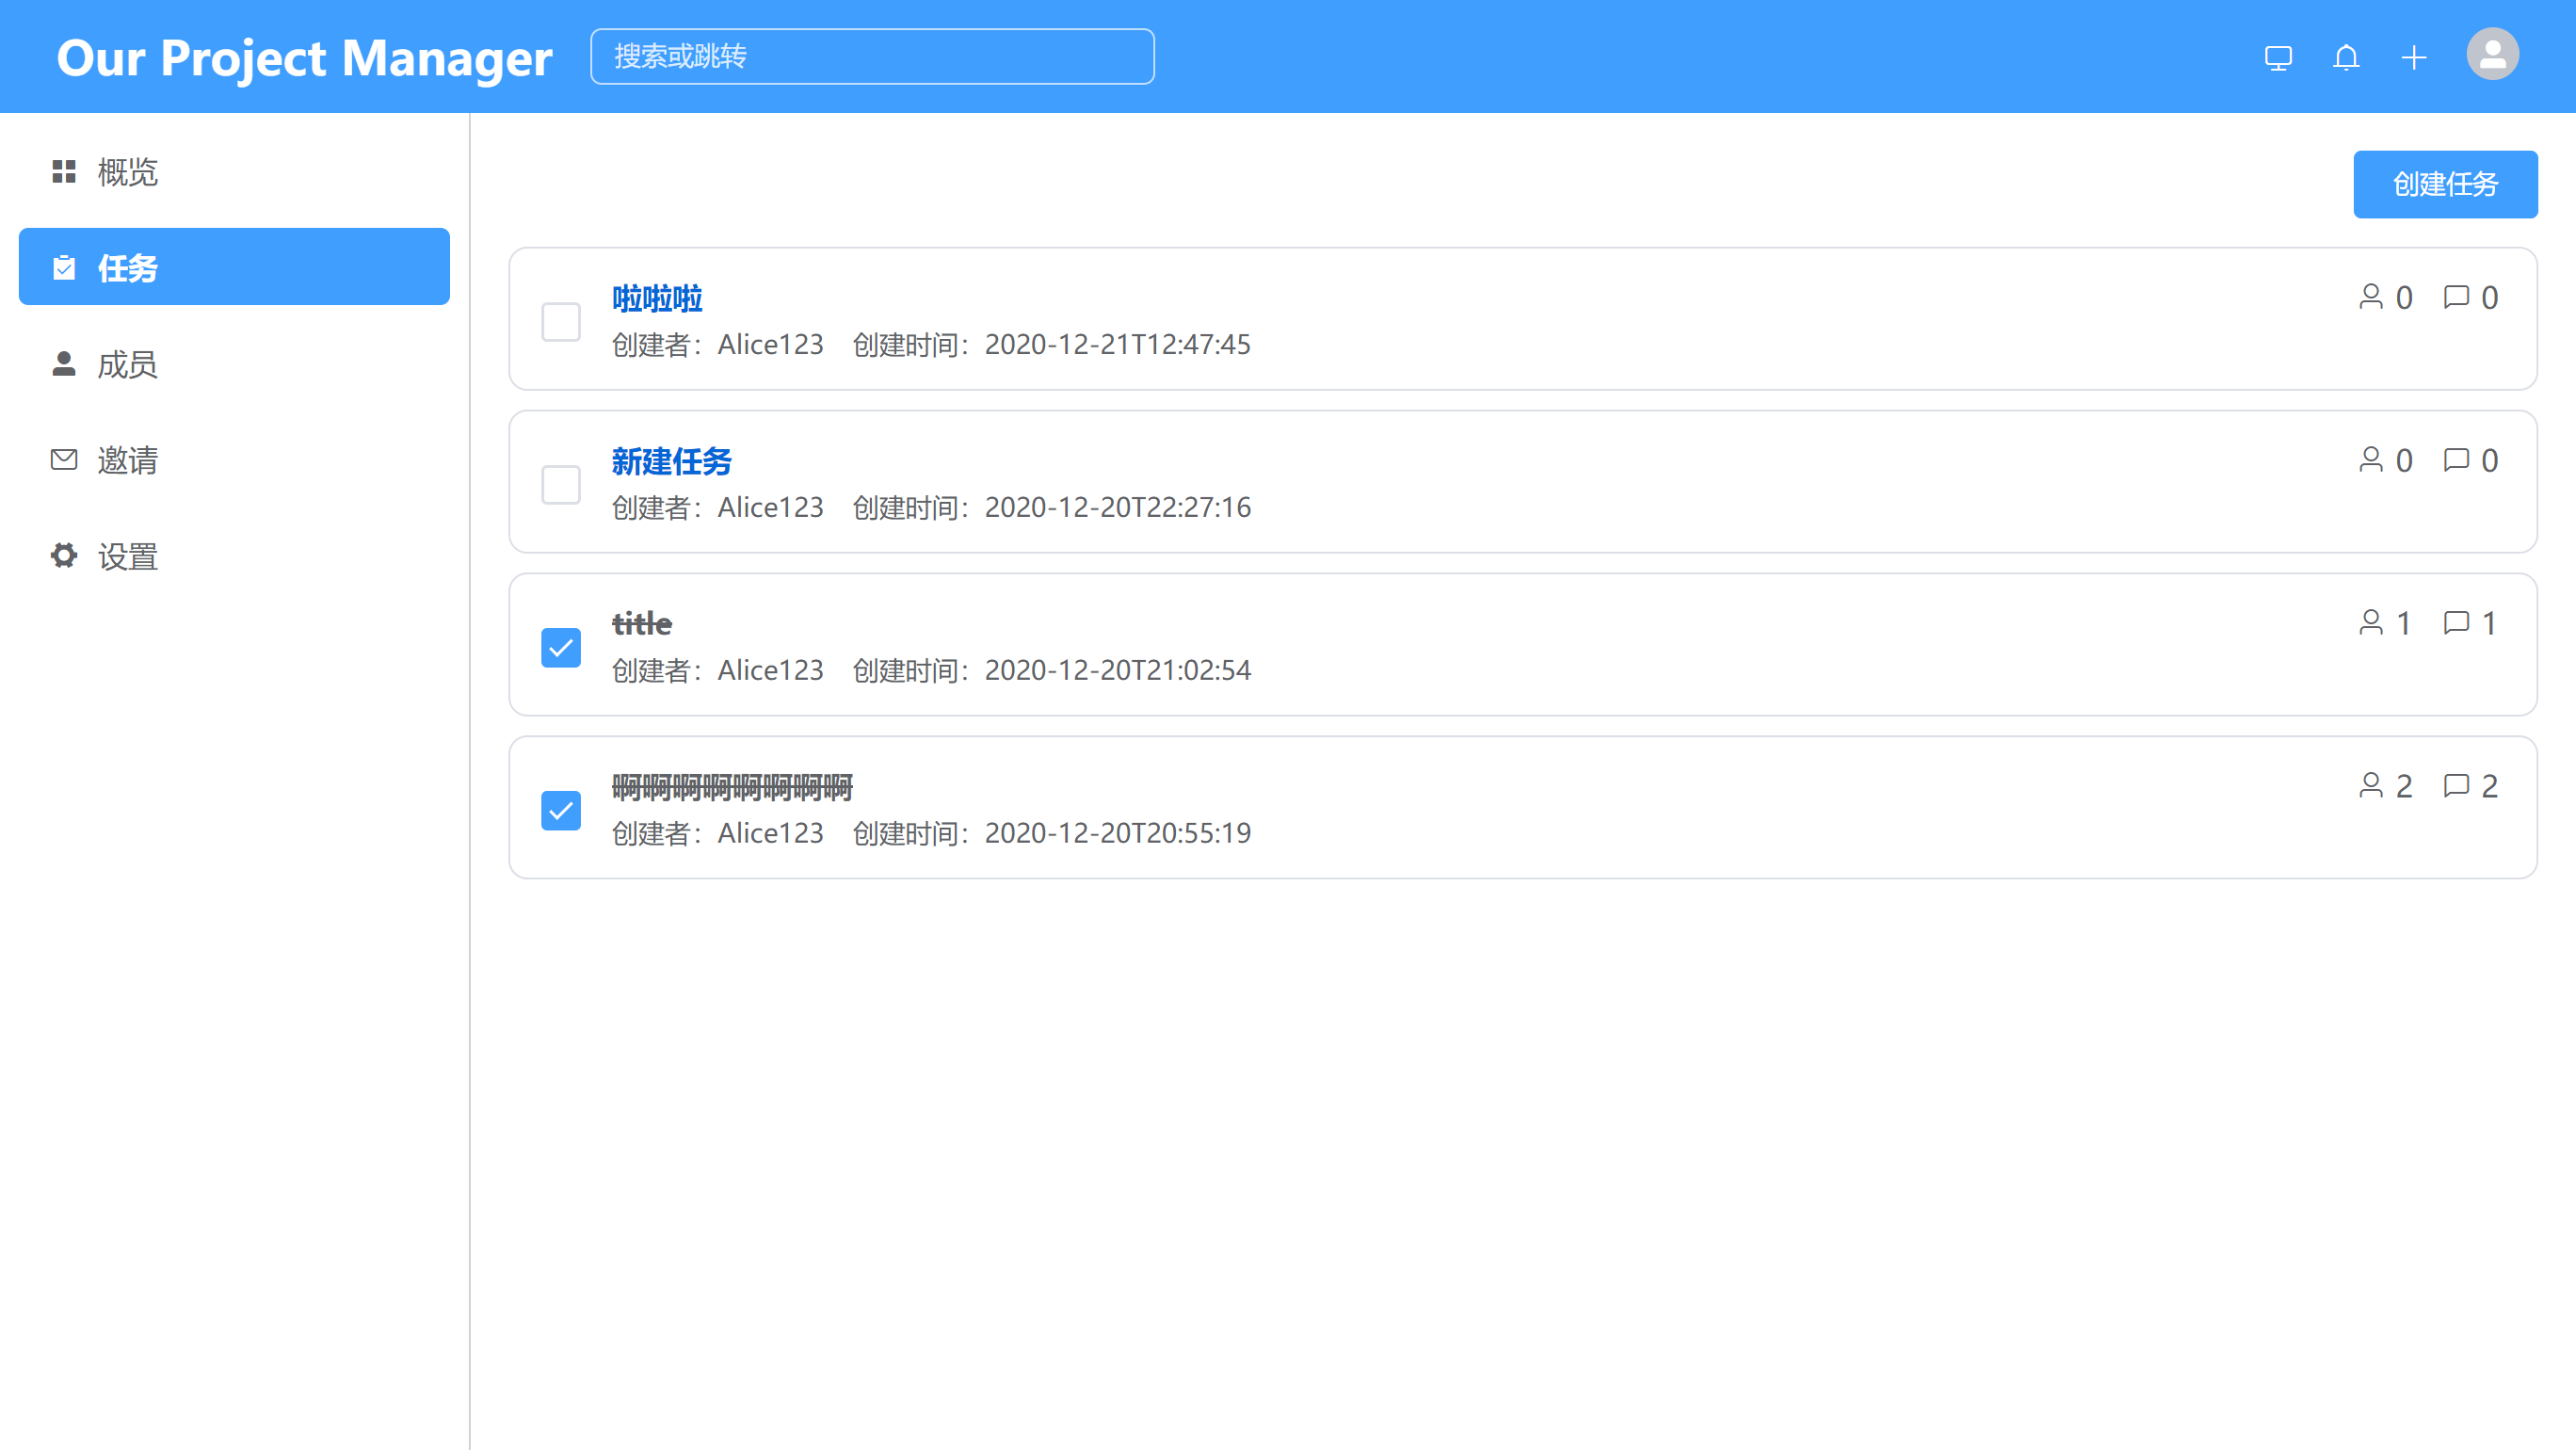 Our Project Manager
搜索或跳转
概览
任务
成员
邀请
设置
创建任务
啦啦啦
0 0
创建者：Alice123 创建时间：2020-12-21T12:47:45
新建任务
0 0
创建者：Alice123 创建时间：2020-12-20T22:27:16
title
1 1
创建者：Alice123 创建时间：2020-12-20T21:02:54
啊啊啊啊啊啊啊啊
2 2
创建者：Alice123 创建时间：2020-12-20T20:55:19